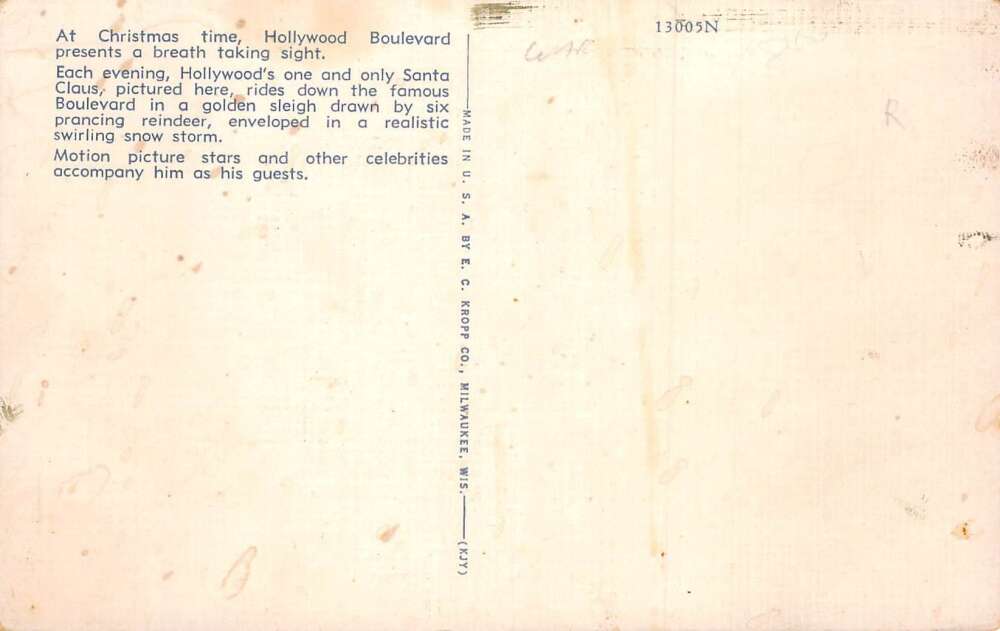 At Christmas time, Hollywood Boulevard
presents a breath taking sight.
Each evening, Hollywood's one and only Santa
Claus, pictured here, rides down the famous
Boulevard in a golden sleigh drawn by six
prancing reindeer, enveloped in a realistic
swirling snow storm.
Motion picture stars and other celebrities
accompany him as his guests.
MADE IN U. S. A. BY E. C. KROPP CO., MILWAUKEE, WIS. (KJY)
13005N
R